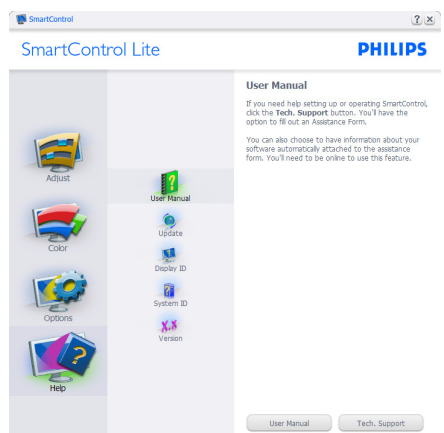 SmartControl
SmartControl Lite
PHILIPS
Adjust
Color
Options
Help
User Manual
Update
Display ID
System ID
Version
User Manual
If you need help setting up or operating SmartControl,
click the Tech. Support button. You'll have the
option to fill out an Assistance Form.
You can also choose to have information about your
software automatically attached to the assistance
form. You'll need to be online to use this feature.
User Manual
Tech. Support